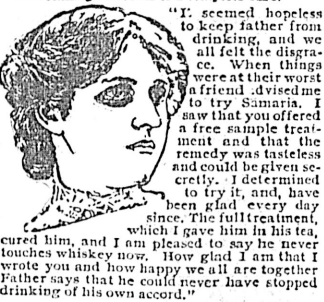 "It seemed hopeless
to keep father from
drinking, and we
all felt the disgra-
ce. When things
were at their worst
a friend .dvised me
to try Samaria. I
saw that you offered
a free sample treat-
ment and that the
remedy was tasteless
and could be given se-
cretly. I determined
to try it, and, have
been glad every day
since. The full treatment,
which I gave him in his tea,
cured him, and I am pleased to say he never
touches whiskey now. How glad I am that I
wrote you and how happy we all are together
Father says that he could never have stopped
drinking of his own accord."